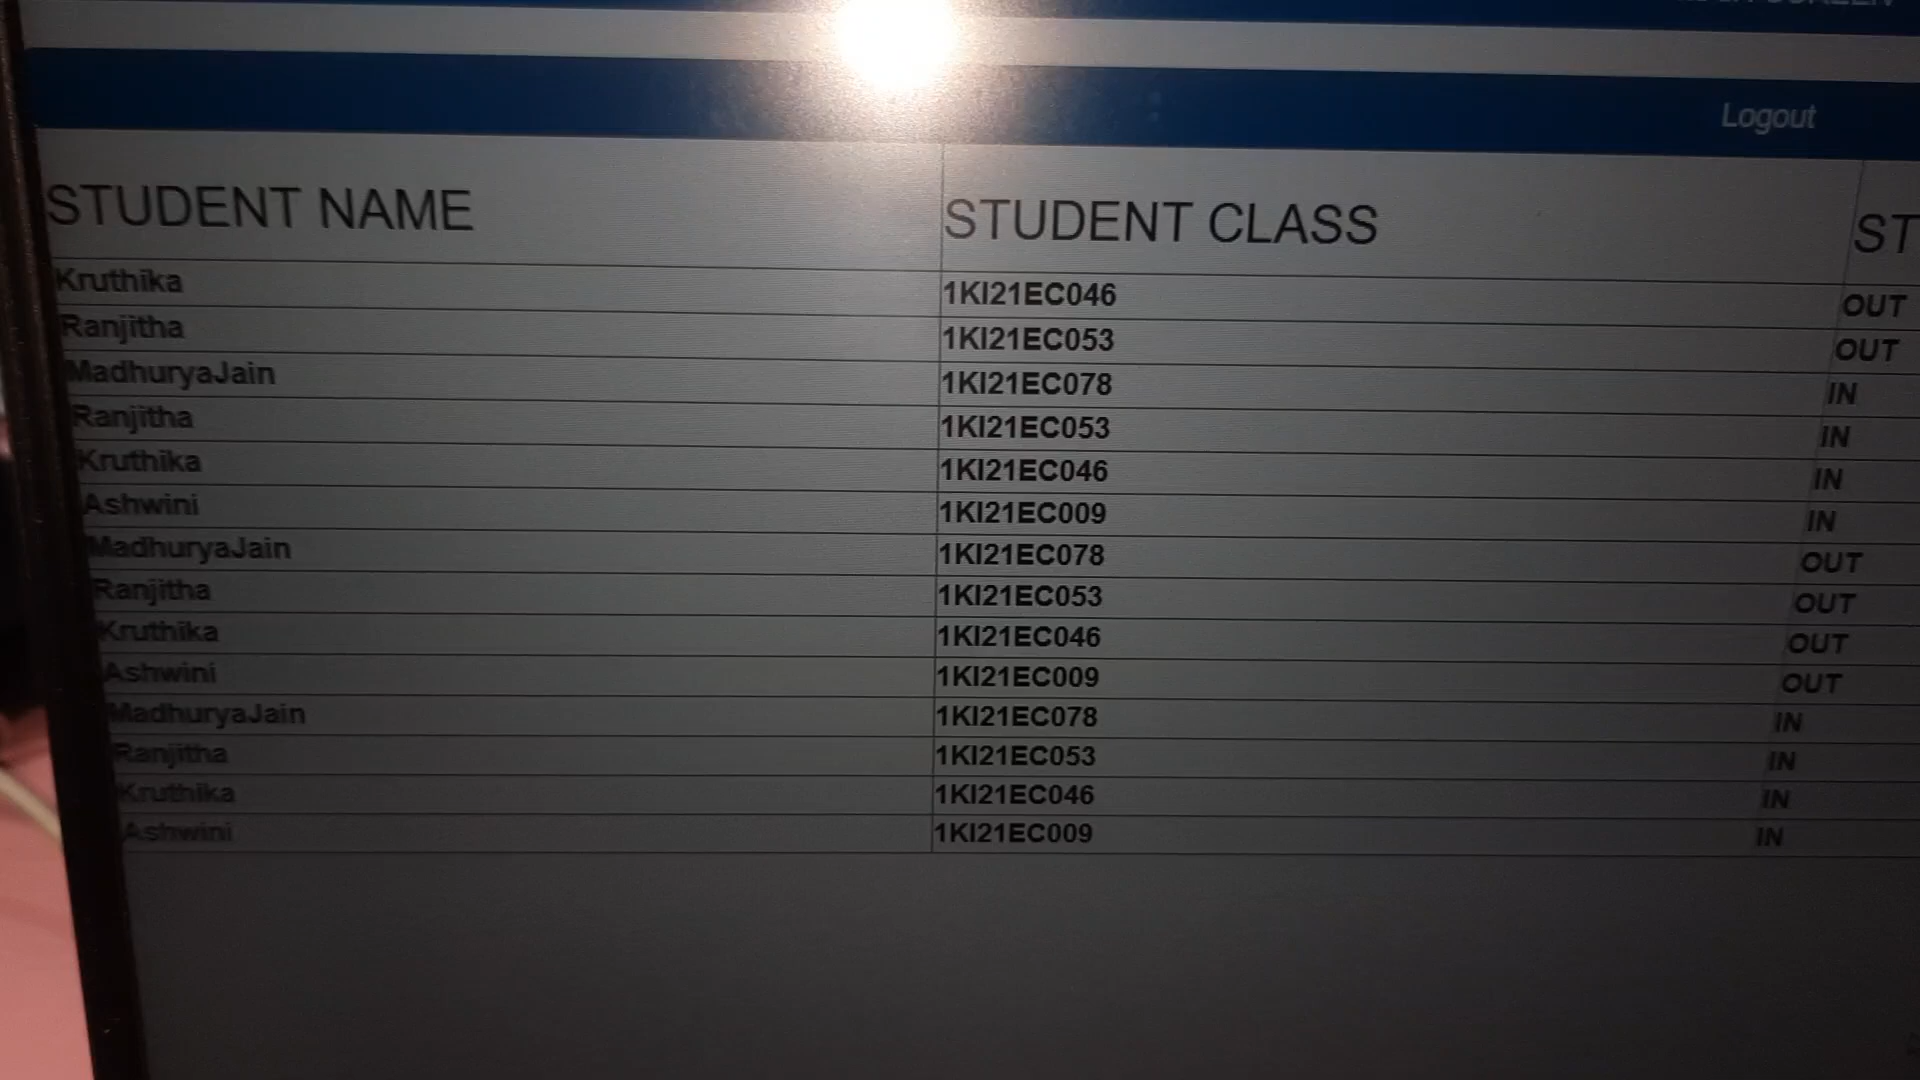 Logout
STUDENT NAME STUDENT CLASS ST
Kruthika 1KI21EC046 OUT
Ranjitha 1KI21EC053 OUT
MadhuryaJain 1KI21EC078 IN
Ranjitha 1KI21EC053 IN
Kruthika 1KI21EC046 IN
Ashwini 1KI21EC009 IN
MadhuryaJain 1KI21EC078 OUT
Ranjitha 1KI21EC053 OUT
Kruthika 1KI21EC046 OUT
Ashwini 1KI21EC009 OUT
MadhuryaJain 1KI21EC078 IN
Ranjitha 1KI21EC053 IN
Kruthika 1KI21EC046 IN
Ashwini 1KI21EC009 IN